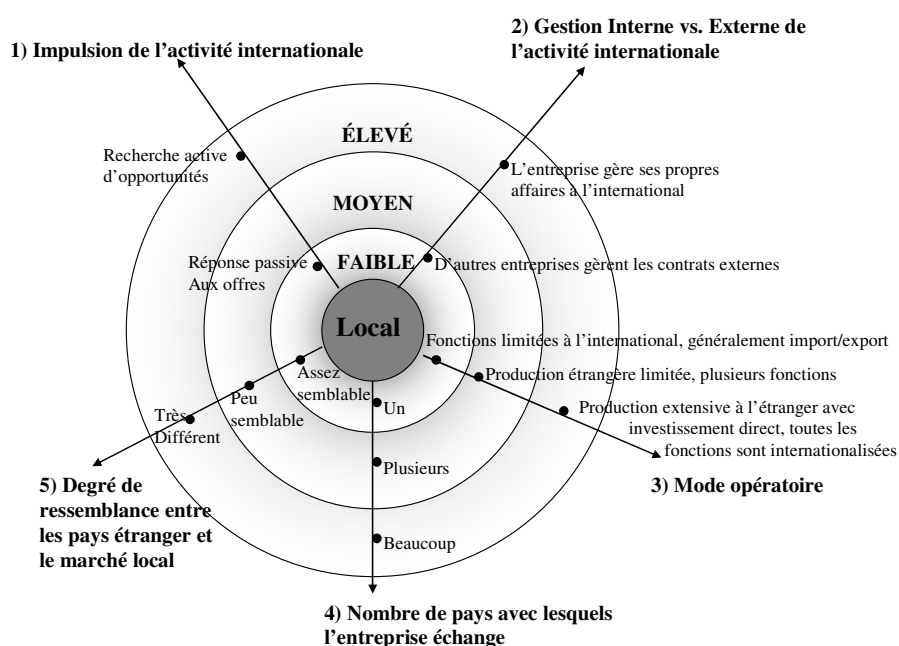 1) Impulsion de l'activité internationale
2) Gestion Interne vs. Externe de
l'activité internationale
ÉLEVÉ
Recherche active
d'opportunités
L'entreprise gère ses propres
affaires à l'international
MOYEN
Réponse passive
Aux offres
FAIBLE
D'autres entreprises gèrent les contrats externes
Local
Fonctions limitées à l'international, généralement import/export
Production étrangère limitée, plusieurs fonctions
Production extensive à l'étranger avec
investissement direct, toutes les
fonctions sont internationalisées
3) Mode opératoire
Assez
semblable
Peu
semblable
Très
Différent
5) Degré de
ressemblance entre
les pays étranger et
le marché local
Un
Plusieurs
Beaucoup
4) Nombre de pays avec lesquels
l'entreprise échange